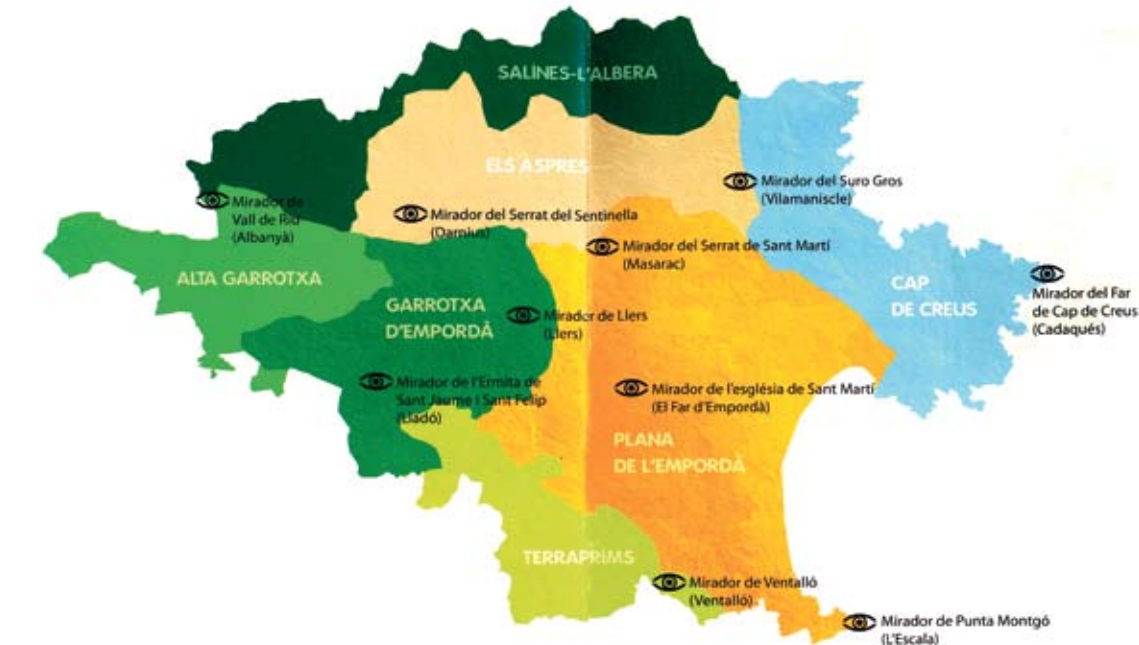 SALINES-L'ALBERA
ELS ASPRES
Mirador del Suro Gros
(Vilamaniscle)
Mirador de
Vall de Riu
(Albanyà)
Mirador del Serrat del Sentinella
(Darnius)
Mirador del Serrat de Sant Martí
(Masarac)
ALTA GARROTXA
CAP
DE CREUS
Mirador del Far
de Cap de Creus
(Cadaqués)
GARROTXA
D'EMPORDÀ
Mirador de Llers
(Llers)
Mirador de l'Ermita de
Sant Jaume i Sant Felip
(Lladó)
Mirador de l'església de Sant Martí
(El Far d'Empordà)
PLANA
DE L'EMPORDÀ
TERRAPRIMS
Mirador de Ventalló
(Ventalló)
Mirador de Punta Montgó
(L'Escala)